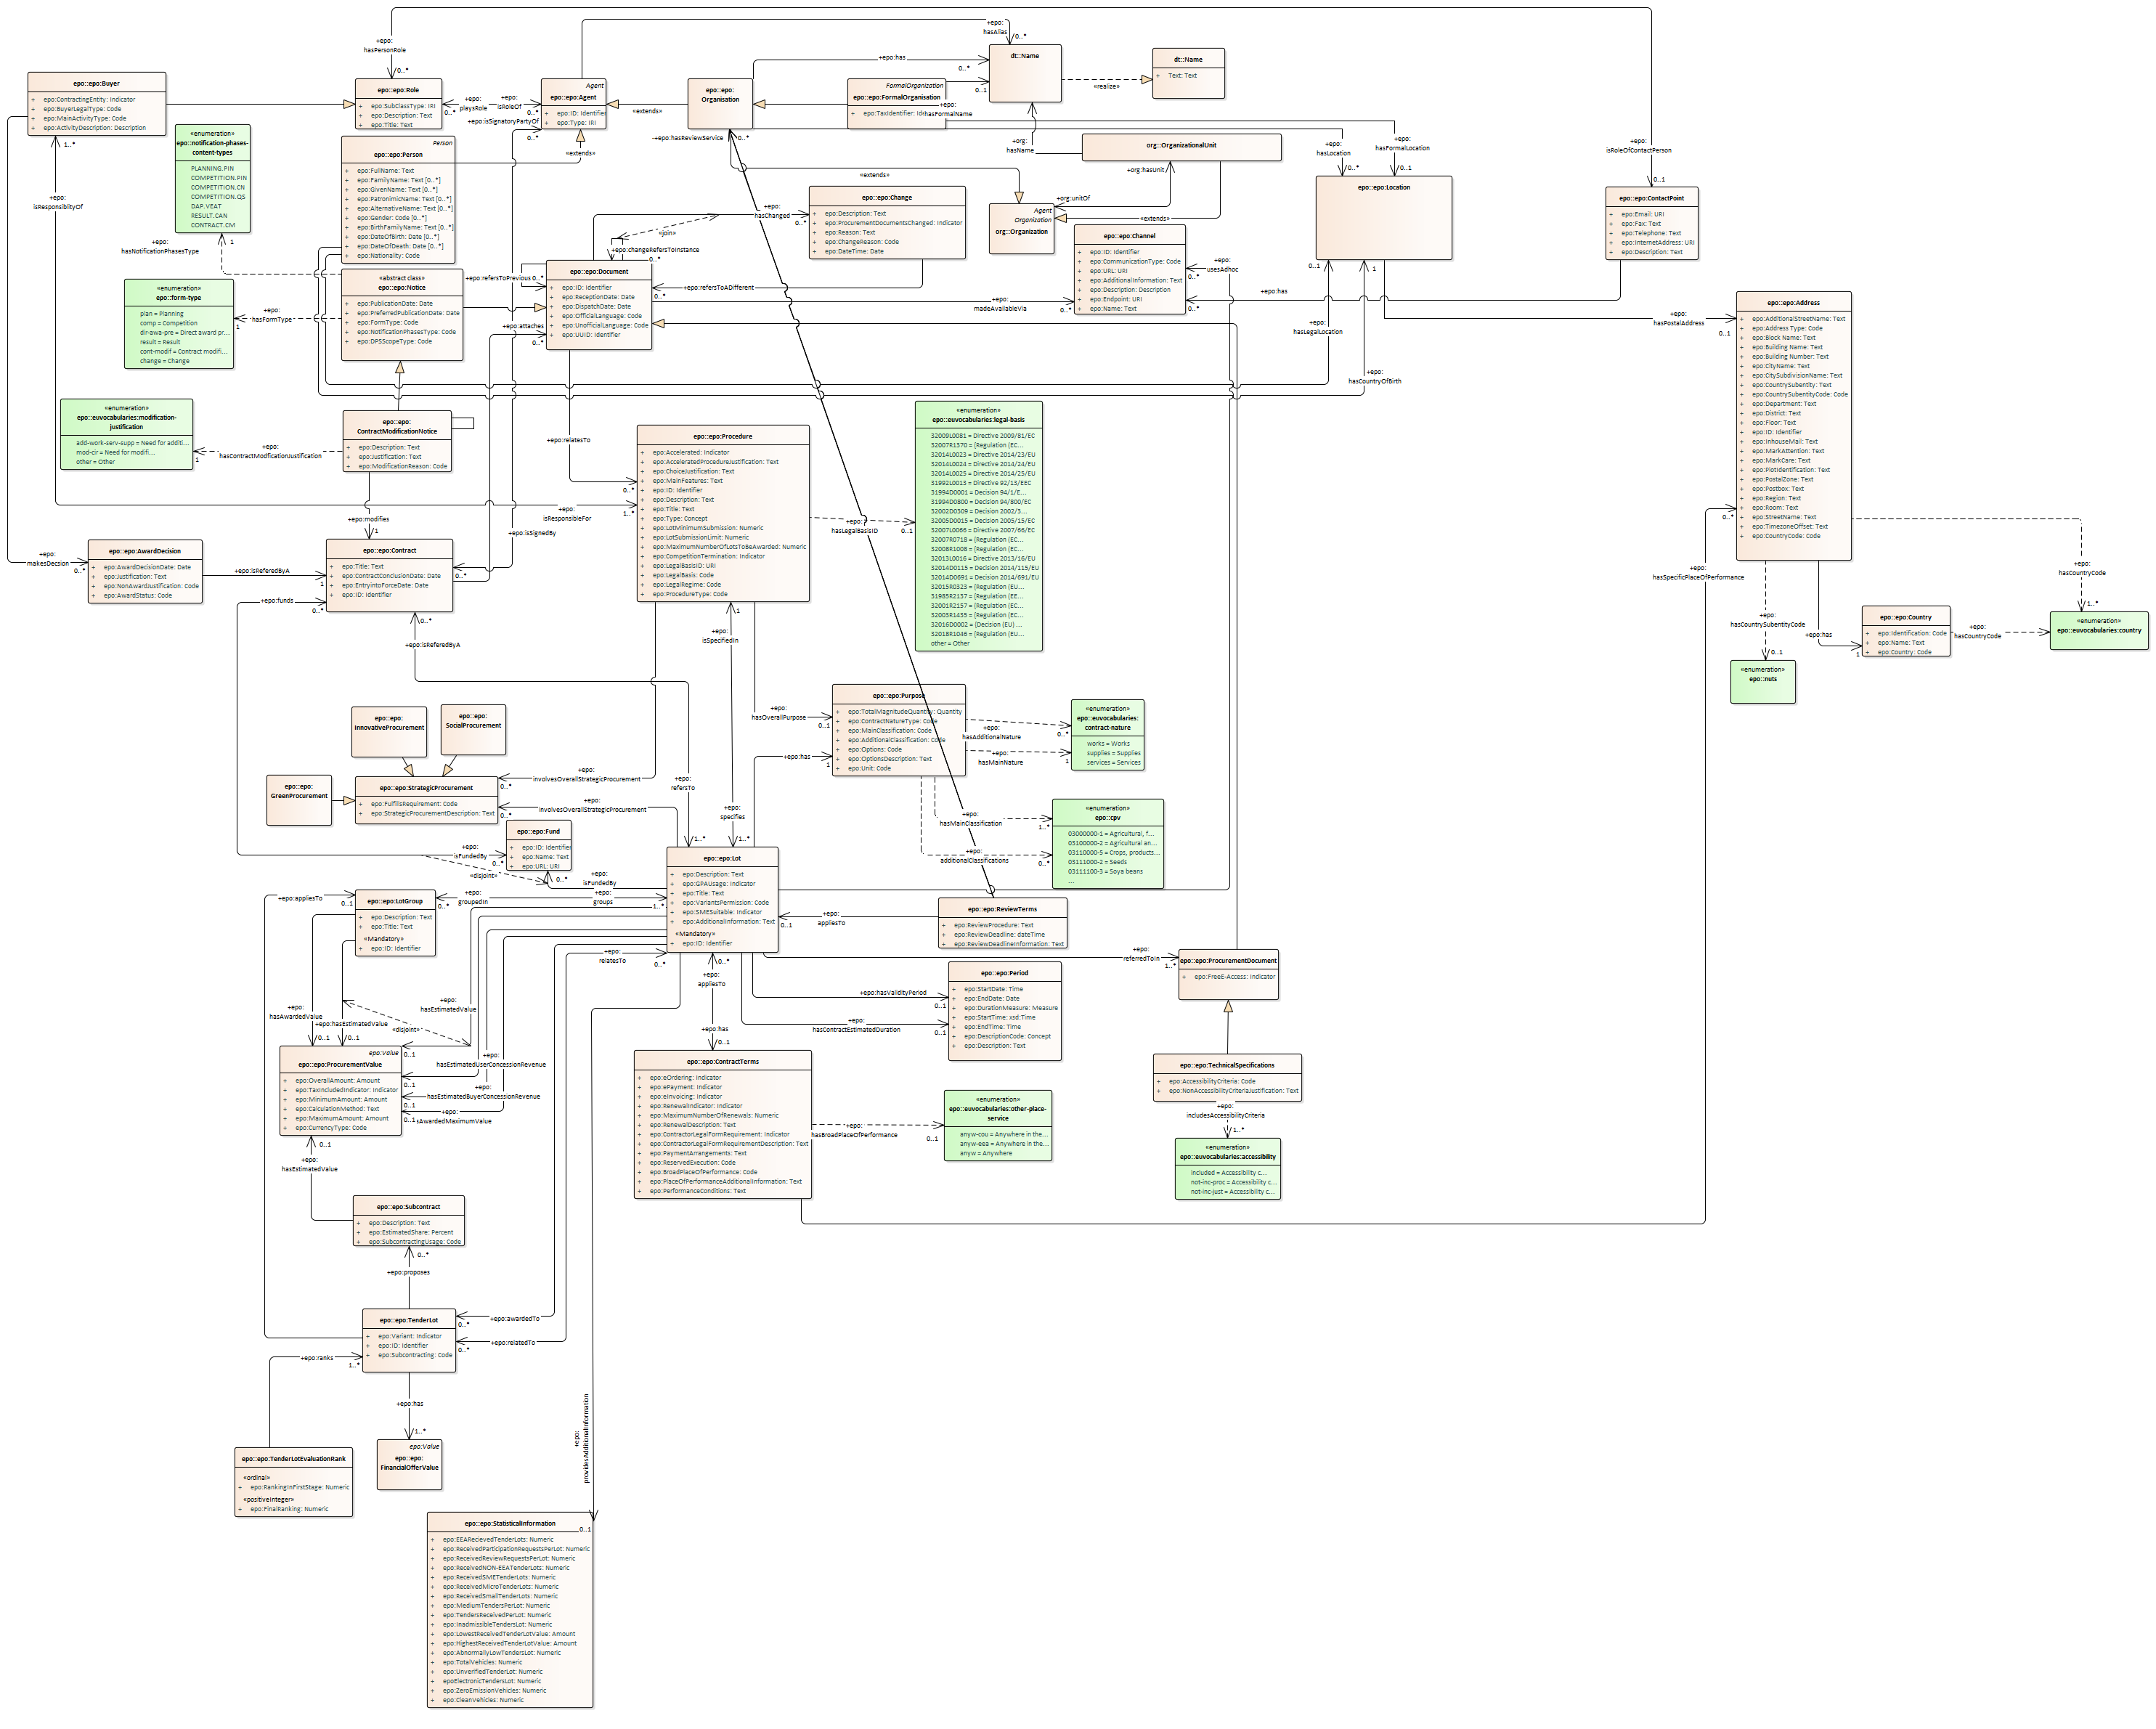 +epo:
hasPersonRole
0..*
+epo:
hasAlias
0..*
+epo:has
0..*
dt::Name
«realize»
dt::Name
+ Text: Text
epo::epo:Buyer
+ epo:ContractingEntity: Indicator
+ epo:BuyerLegalType: Code
+ epo:MainActivityType: Code
+ epo:ActivityDescription: Description
1..*
+epo:
isResponsiblityOf
epo::epo:Role
+ epo:SubClassType: IRI
+ epo:Description: Text
+ epo:Title: Text
+epo:
playsRole
0..*
+epo:
isRoleOf
0..*
+epo:isSignatoryPartyOf
0..*
Agent
epo::epo:Agent
+ epo:ID: Identifier
+ epo:Type: IRI
«extends»
«extends»
epo::epo:
Organisation
FormalOrganization
epo::epo:FormalOrganisation
+ epo:TaxIdentifier: Ide
+epo:
hasFormalName
0..1
-+epo:hasReviewService
0..*
+org:
hasName
org::OrganizationalUnit
+org:hasUnit
+org:unitOf
«extends»
«extends»
Agent
Organization
org::Organization
+epo:
hasLocation
0..*
+epo:
hasFormalLocation
0..1
+epo:
isRoleOfContactPerson
0..1
epo::epo:Location
epo::epo:ContactPoint
+ epo:Email: URI
+ epo:Fax: Text
+ epo:Telephone: Text
+ epo:InternetAddress: URI
+ epo:Description: Text
«enumeration»
epo::notification-phases-
content-types
PLANNING.PIN
COMPETITION.PIN
COMPETITION.CN
COMPETITION.QS
DAP.VEAT
RESULT.CAN
CONTRACT.CM
+epo:
hasNotificationPhasesType
1
Person
epo::epo:Person
+ epo:FullName: Text
+ epo:FamilyName: Text [0..*]
+ epo:GivenName: Text [0..*]
+ epo:PatronimicName: Text [0..*]
+ epo:AlternativeName: Text [0..*]
+ epo:Gender: Code [0..*]
+ epo:BirthFamilyName: Text [0..*]
+ epo:DateOfBirth: Date [0..*]
+ epo:DateOfDeath: Date [0..*]
+ epo:Nationality: Code
+epo:
hasChanged
0..*
«join»
+epo:changeRefersToInstance
0..*
epo::epo:Change
+ epo:Description: Text
+ epo:ProcurementDocumentsChanged: Indicator
+ epo:Reason: Text
+ epo:ChangeReason: Code
+ epo:DateTime: Date
+epo:refersToADifferent
0..*
epo::epo:Channel
+ epo:ID: Identifier
+ epo:CommunicationType: Code
+ epo:URL: URI
+ epo:AdditionalInformation: Text
+ epo:Description: Description
+ epo:Endpoint: URI
+ epo:Name: Text
+epo:
usesAdhoc
0..*
+epo:has
0..*
+epo:
madeAvailableVia
0..*
0..1
+epo:
hasLegalLocation
1
+epo:
hasCountryOfBirth
«enumeration»
epo::form-type
plan = Planning
comp = Competition
dir-awa-pre = Direct award pr...
result = Result
cont-modif = Contract modifi...
change = Change
+epo:
hasFormType
1
«abstract class»
epo::epo:Notice
+ epo:PublicationDate: Date
+ epo:PreferredPublicationDate: Date
+ epo:FormType: Code
+ epo:NotificationPhasesType: Code
+ epo:DPSScopeType: Code
+epo:refersToPrevious 0..*
epo::epo:Document
+ epo:ID: Identifier
+ epo:ReceptionDate: Date
+ epo:DispatchDate: Date
+ epo:OfficialLanguage: Code
+ epo:UnofficialLanguage: Code
+ epo:UUID: Identifier
+epo:attaches
0..*
+epo:
hasPostalAddress
0..1
epo::epo:Address
+ epo:AdditionalStreetName: Text
+ epo:Address Type: Code
+ epo:Block Name: Text
+ epo:Building Name: Text
+ epo:Building Number: Text
+ epo:CityName: Text
+ epo:CitySubdivisionName: Text
+ epo:CountrySubentity: Text
+ epo:CountrySubentityCode: Code
+ epo:Department: Text
+ epo:District: Text
+ epo:Floor: Text
+ epo:ID: Identifier
+ epo:InhouseMail: Text
+ epo:MarkAttention: Text
+ epo:MarkCare: Text
+ epo:PlotIdentification: Text
+ epo:PostalZone: Text
+ epo:Postbox: Text
+ epo:Region: Text
+ epo:Room: Text
+ epo:StreetName: Text
+ epo:TimezoneOffset: Text
+ epo:CountryCode: Code
0..*
+epo:
hasSpecificPlaceOfPerformance
«enumeration»
epo::euvocabularies:modification-
justification
add-work-serv-supp = Need for additi...
mod-cir = Need for modifi...
other = Other
+epo:
hasContractModficationJustification
1
epo::epo:
ContractModificationNotice
+ epo:Description: Text
+ epo:Justification: Text
+ epo:ModificationReason: Code
+epo:modifies
1
+epo:relatesTo
0..*
+epo:
isResponsibleFor
1..*
+epo:isSignedBy
epo::epo:Procedure
+ epo:Accelerated: Indicator
+ epo:AcceleratedProcedureJustification: Text
+ epo:ChoiceJustification: Text
+ epo:MainFeatures: Text
+ epo:ID: Identifier
+ epo:Description: Text
+ epo:Title: Text
+ epo:Type: Concept
+ epo:LotMinimumSubmission: Numeric
+ epo:LotSubmissionLimit: Numeric
+ epo:MaximumNumberOfLotsToBeAwarded: Numeric
+ epo:CompetitionTermination: Indicator
+ epo:LegalBasisID: URI
+ epo:LegalBasis: Code
+ epo:LegalRegime: Code
+ epo:ProcedureType: Code
+epo:
hasLegalBasisID
0..1
«enumeration»
epo::euvocabularies:legal-basis
32009L0081 = Directive 2009/81/EC
32007R1370 = (Regulation (EC...
32014L0023 = Directive 2014/23/EU
32014L0024 = Directive 2014/24/EU
32014L0025 = Directive 2014/25/EU
31992L0013 = Directive 92/13/EEC
31994D0001 = Decision 94/1/E...
31994D0800 = Decision 94/800/EC
32002D0309 = Decision 2002/3...
32005D0015 = Decision 2005/15/EC
32007L0066 = Directive 2007/66/EC
32007R0718 = (Regulation (EC...
32008R1008 = (Regulation (EC...
32013L0016 = Directive 2013/16/EU
32014D0115 = Decision 2014/115/EU
32014D0691 = Decision 2014/691/EU
32015R0323 = (Regulation (EU...
31985R2137 = (Regulation (EE...
32001R2157 = (Regulation (EC...
32003R1435 = (Regulation (EC...
32016D0002 = (Decision (EU) ...
32018R1046 = (Regulation (EU...
other = Other
+epo:
makesDecsion
0..*
epo::epo:AwardDecision
+ epo:AwardDecisionDate: Date
+ epo:Justification: Text
+ epo:NonAwardJustification: Code
+ epo:AwardStatus: Code
+epo:isReferedByA
1
epo::epo:Contract
+ epo:Title: Text
+ epo:ContractConclusionDate: Date
+ epo:EntryintoForceDate: Date
+ epo:ID: Identifier
0..*
+epo:funds
0..*
0..*
+epo:isReferedByA
1
+epo:
isSpecifiedIn
+epo:
hasCountrySubentityCode
0..1
«enumeration»
epo::nuts
+epo:has
1
epo::epo:Country
+ epo:Identification: Code
+ epo:Name: Text
+ epo:Country: Code
+epo:
hasCountryCode
+epo:
hasCountryCode
1..*
«enumeration»
epo::euvocabularies:country
epo::epo:
InnovativeProcurement
epo::epo:
SocialProcurement
epo::epo:
GreenProcurement
epo::epo:StrategicProcurement
+ epo:FulfillsRequirement: Code
+ epo:StrategicProcurementDescription: Text
0..*
+epo:
involvesOverallStrategicProcurement
0..*
+epo:
involvesOverallStrategicProcurement
+epo:
refersTo
1..*
+epo:
specifies
1..*
+epo:
hasOverallPurpose
0..1
+epo:has
1
epo::epo:Purpose
+ epo:TotalMagnitudeQuantity: Quantity
+ epo:ContractNatureType: Code
+ epo:MainClassification: Code
+ epo:AdditionalClassification: Code
+ epo:Options: Code
+ epo:OptionsDescription: Text
+ epo:Unit: Code
+epo:
hasAdditionalNature
0..*
+epo:
hasMainNature
1
«enumeration»
epo::euvocabularies:
contract-nature
works = Works
supplies = Supplies
services = Services
+epo:
hasMainClassification
1..*
+epo:
additionalClassifications
0..*
«enumeration»
epo::cpv
03000000-1 = Agricultural, f...
03100000-2 = Agricultural an...
03110000-5 = Crops, products...
03111000-2 = Seeds
03111100-3 = Soya beans
...
epo::epo:Fund
+ epo:ID: Identifier
+ epo:Name: Text
+ epo:URL: URI
+epo:
isFundedBy
0..*
«disjoint»
0..*
+epo:
isFundedBy
epo::epo:Lot
+ epo:Description: Text
+ epo:GPAUsage: Indicator
+ epo:Title: Text
+ epo:VariantsPermission: Code
+ epo:SMESuitable: Indicator
+ epo:AdditionalInformation: Text
«Mandatory»
+ epo:ID: Identifier
+epo:appliesTo
0..1
epo::epo:LotGroup
+ epo:Description: Text
+ epo:Title: Text
«Mandatory»
+ epo:ID: Identifier
0..*
+epo:
groupedIn
+epo:
groups
1..*
+epo:
relatesTo
0..*
+epo:
appliesTo
0..1
epo::epo:ReviewTerms
+ epo:ReviewProcedure: Text
+ epo:ReviewDeadline: dateTime
+ epo:ReviewDeadlineInformation: Text
+epo:
referredToIn
1..*
epo::epo:ProcurementDocument
+ epo:FreeE-Access: Indicator
0..*
+epo:
appliesTo
+epo:has
0..1
+epo:hasValidityPeriod
0..1
+epo:
hasContractEstimatedDuration
0..1
epo::epo:Period
+ epo:StartDate: Time
+ epo:EndDate: Date
+ epo:DurationMeasure: Measure
+ epo:StartTime: xsd:Time
+ epo:EndTime: Time
+ epo:DescriptionCode: Concept
+ epo:Description: Text
+epo:
hasAwardedValue
0..1
+epo:hasEstimatedValue
0..1
«disjoint»
+epo:
hasEstimatedValue
0..1
+epo:
hasEstimatedUserConcessionRevenue
0..1
+epo:
hasEstimatedBuyerConcessionRevenue
0..1
+epo:
sAwardedMaximumValue
0..1
epo:Value
epo::epo:ProcurementValue
+ epo:OverallAmount: Amount
+ epo:TaxIncludedIndicator: Indicator
+ epo:MinimumAmount: Amount
+ epo:CalculationMethod: Text
+ epo:MaximumAmount: Amount
+ epo:CurrencyType: Code
0..1
+epo:
hasEstimatedValue
epo::epo:ContractTerms
+ epo:eOrdering: Indicator
+ epo:ePayment: Indicator
+ epo:eInvoicing: Indicator
+ epo:RenewalIndicator: Indicator
+ epo:MaximumNumberOfRenewals: Numeric
+ epo:RenewalDescription: Text
+ epo:ContractorLegalFormRequirement: Indicator
+ epo:ContractorLegalFormRequirementDescription: Text
+ epo:PaymentArrangements: Text
+ epo:ReservedExecution: Code
+ epo:BroadPlaceOfPerformance: Code
+ epo:PlaceOfPerformanceAdditionalInformation: Text
+ epo:PerformanceConditions: Text
+epo:
hasBroadPlaceOfPerformance
0..1
«enumeration»
epo::euvocabularies:other-place-
service
anyw-cou = Anywhere in the...
anyw-eea = Anywhere in the...
anyw = Anywhere
epo::epo:TechnicalSpecifications
+ epo:AccessibilityCriteria: Code
+ epo:NonAccessibilityCriteriaJustification: Text
+epo:
includesAccessibilityCriteria
1..*
«enumeration»
epo::euvocabularies:accessibility
included = Accessibility c...
not-inc-proc = Accessibility c...
not-inc-just = Accessibility c...
epo::epo:Subcontract
+ epo:Description: Text
+ epo:EstimatedShare: Percent
+ epo:SubcontractingUsage: Code
0..*
+epo:proposes
epo::epo:TenderLot
+ epo:Variant: Indicator
+ epo:ID: Identifier
+ epo:Subcontracting: Code
+epo:awardedTo
0..*
+epo:relatedTo
0..*
+epo:ranks
1..*
+epo:has
1..*
epo:Value
epo::epo:
FinancialOfferValue
epo::epo:TenderLotEvaluationRank
«ordinal»
+ epo:RankingInFirstStage: Numeric
«positiveInteger»
+ epo:FinalRanking: Numeric
+epo:
providesAdditionalInformation
0..1
epo::epo:StatisticalInformation
+ epo:EEARecievedTenderLots: Numeric
+ epo:ReceivedParticipationRequestsPerLot: Numeric
+ epo:ReceivedReviewRequestsPerLot: Numeric
+ epo:ReceivedNON-EEATenderLots: Numeric
+ epo:ReceivedSMETenderLots: Numeric
+ epo:ReceivedMicroTenderLots: Numeric
+ epo:ReceivedSmallTenderLots: Numeric
+ epo:MediumTendersPerLot: Numeric
+ epo:TendersReceivedPerLot: Numeric
+ epo:InadmissibleTendersLot: Numeric
+ epo:LowestReceivedTenderLotValue: Amount
+ epo:HighestReceivedTenderLotValue: Amount
+ epo:AbnormallyLowTendersLot: Numeric
+ epo:TotalVehicles: Numeric
+ epo:UnverifiedTenderLot: Numeric
+ epoElectronicTendersLot: Numeric
+ epo:ZeroEmissionVehicles: Numeric
+ epo:CleanVehicles: Numeric